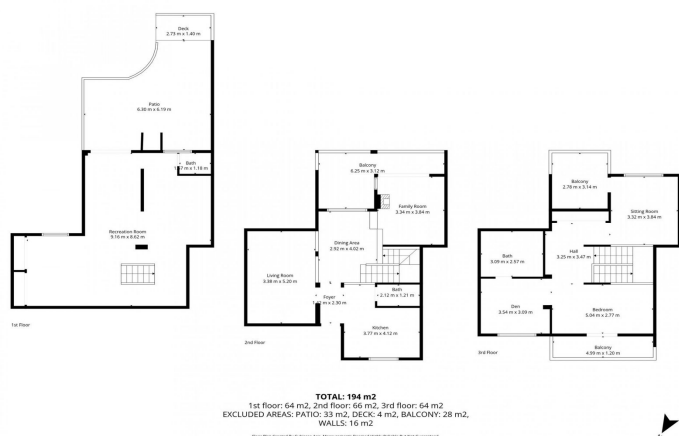 Deck
2.73 m x 1.40 m
Patio
6.30 m x 6.19 m
Bath
x 1.18 m
Recreation Room
9.16 m x 8.62 m
1st Floor
Balcony
6.25 m x 3.12 m
Family Room
3.34 m x 3.84 m
Dining Area
2.92 m x 4.02 m
Living Room
3.38 m x 5.20 m
Bath
2.12 m x 1.21 m
Foyer
x 2.30 m
Kitchen
3.77 m x 4.12 m
2nd Floor
Balcony
2.78 m x 3.14 m
Sitting Room
3.32 m x 3.84 m
Hall
3.25 m x 3.47 m
Bath
3.09 m x 2.57 m
Den
3.54 m x 3.09 m
Bedroom
5.04 m x 2.77 m
Balcony
4.99 m x 1.20 m
3rd Floor
TOTAL: 194 m2
1st floor: 64 m2, 2nd floor: 66 m2, 3rd floor: 64 m2
EXCLUDED AREAS: PATIO: 33 m2, DECK: 4 m2, BALCONY: 28 m2,
WALLS: 16 m2